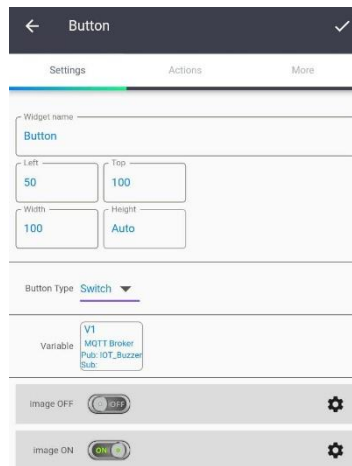 Button
Settings Actions More
Widget name
Button
Left Top
50 100
Width Height
100 Auto
Button Type Switch
V1
Variable MQTT Broker
Pub: IOT_Buzzer
Sub:
Image OFF OFF
Image ON ON